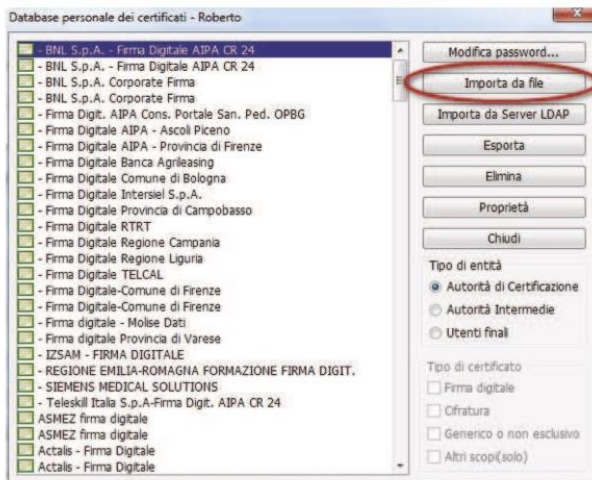 Database personale dei certificati - Roberto
- BNL S.p.A. - Firma Digitale AIPA CR 24
- BNL S.p.A. - Firma Digitale AIPA CR 24
- BNL S.p.A. Corporate Firma
- BNL S.p.A. Corporate Firma
- Firma Digit. AIPA Cons. Portale San. Ped. OPBG
- Firma Digitale AIPA - Ascoli Piceno
- Firma Digitale AIPA - Provincia di Firenze
- Firma Digitale Banca Agrileasing
- Firma Digitale Comune di Bologna
- Firma Digitale Intersiel S.p.A.
- Firma Digitale Provincia di Campobasso
- Firma Digitale RTRT
- Firma Digitale Regione Campania
- Firma Digitale Regione Liguria
- Firma Digitale TELCAL
- Firma Digitale-Comune di Firenze
- Firma Digitale-Comune di Firenze
- Firma digitale - Molise Dati
- Firma digitale Provincia di Varese
- IZSAM - FIRMA DIGITALE
- REGIONE EMILIA-ROMAGNA FORMAZIONE FIRMA DIGIT.
- SIEMENS MEDICAL SOLUTIONS
- Teleskill Italia S.p.A-Firma Digit. AIPA CR 24
ASMEZ firma digitale
ASMEZ firma digitale
Actalis - Firma Digitale
Actalis - Firma Digitale
Modifica password...
Importa da file
Importa da Server LDAP
Esporta
Elimina
Proprietà
Chiudi
Tipo di entità
Autorità di Certificazione
Autorità Intermedie
Utenti finali
Tipo di certificato
Firma digitale
Cifratura
Generico o non esclusivo
Altri scopi(solo)